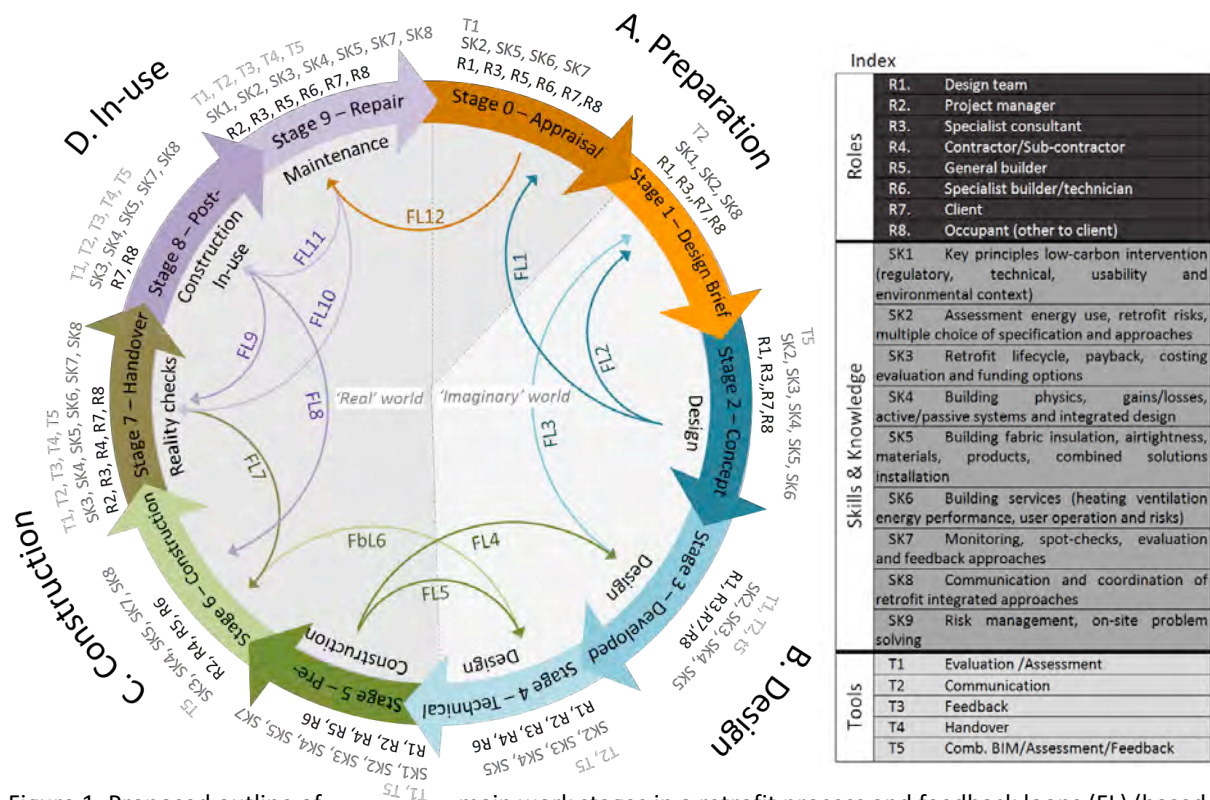 A. Preparation
T1
SK2, SK5, SK6, SK7
R1, R3, R5, R6, R7,R8
Stage 0 – Appraisal
T2
SK1, SK2, SK8
R1, R3,,R7,R8
Stage 1 – Design Brief
T5
SK2, SK3, SK4, SK5, SK6
R1, R3,,R7,R8
Stage 2 – Concept
Design
B. Design
Stage 3 – Developed
Design
R1, R3,R7,R8
SK2, SK3, SK4, SK5
T1, T2, t5
Stage 4 – Technical
Design
R1, R2, R3, R4, R6
SK2, SK3, SK4, SK5
T2, T5
C. Construction
Stage 5 – Pre-
Construction
R1, R2, R4, R5, R6
SK1, SK2, SK3, SK4, SK5, SK7
T1, T5
Stage 6 – Construction
R2, R4, R5, R6
SK3, SK4, SK5, SK7, SK8
T5
Stage 7 – Handover
Reality checks
R2, R3, R4, R7, R8
SK3, SK4, SK5, SK6, SK7, SK8
T1, T2, T3, T4, T5
D. In-use
Stage 8 – Post-
Construction
In-use
R7, R8
SK3, SK4, SK5, SK7, SK8
T1, T2, T3, T4, T5
Stage 9 – Repair
Maintenance
R2, R3, R5, R6, R7, R8
SK1, SK2, SK3, SK4, SK5, SK7, SK8
T1, T2, T3, T4, T5
FL12
FL11
FL10
FL9
FL8
FL7
FbL6
FL5
FL4
FL3
FL2
FL1
'Real' world
'Imaginary' world
Index
Roles
R1. Design team
R2. Project manager
R3. Specialist consultant
R4. Contractor/Sub-contractor
R5. General builder
R6. Specialist builder/technician
R7. Client
R8. Occupant (other to client)
Skills & Knowledge
SK1 Key principles low-carbon intervention
(regulatory, technical, usability and
environmental context)
SK2 Assessment energy use, retrofit risks,
multiple choice of specification and approaches
SK3 Retrofit lifecycle, payback, costing
evaluation and funding options
SK4 Building physics, gains/losses,
active/passive systems and integrated design
SK5 Building fabric insulation, airtightness,
materials, products, combined solutions
installation
SK6 Building services (heating ventilation
energy performance, user operation and risks)
SK7 Monitoring, spot-checks, evaluation
and feedback approaches
SK8 Communication and coordination of
retrofit integrated approaches
SK9 Risk management, on-site problem
solving
Tools
T1 Evaluation /Assessment
T2 Communication
T3 Feedback
T4 Handover
T5 Comb. BIM/Assessment/Feedback
Figure 1. Proposed outline of main work stages in a retrofit process and feedback loops (FL) (based